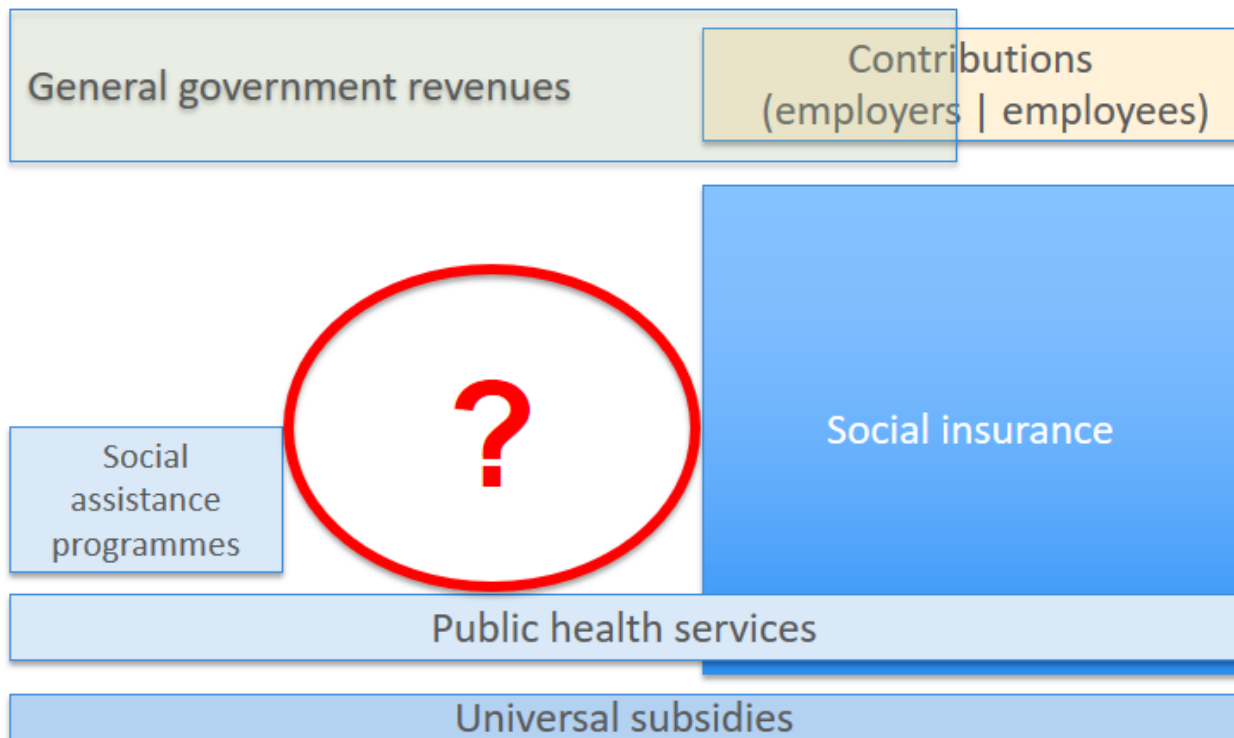 General government revenues
Contributions
(employers | employees)
?
Social insurance
Social
assistance
programmes
Public health services
Universal subsidies